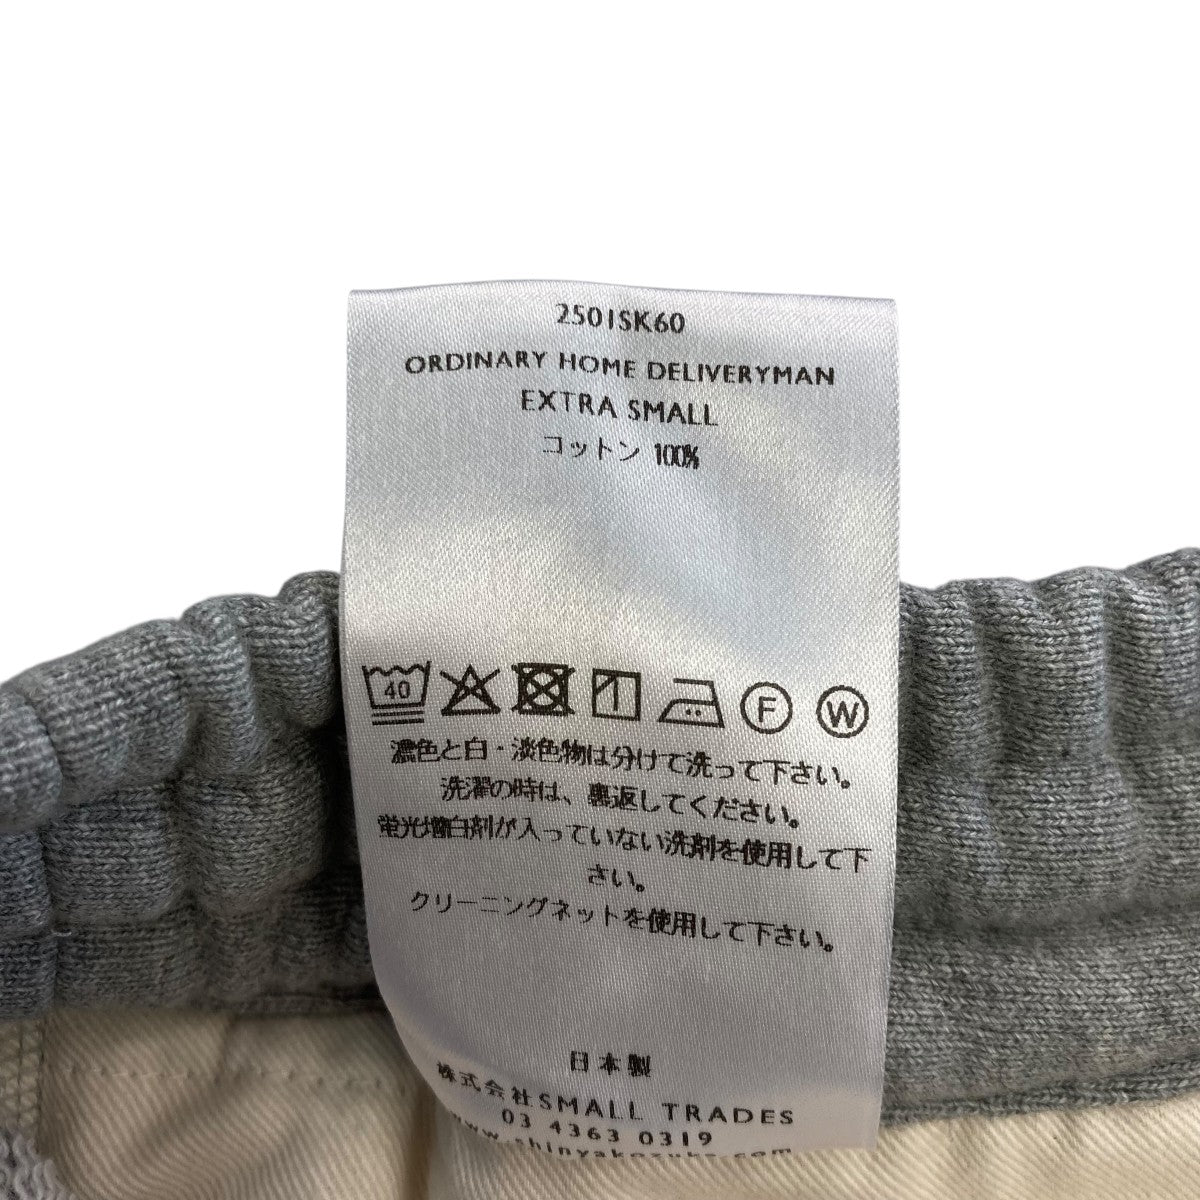 2501SK60
ORDINARY HOME DELIVERYMAN
EXTRA SMALL
コットン 100%
40 F W
濃色と白・淡色物は分けて洗って下さい。
洗濯の時は、裏返してください。
蛍光増白剤が入っていない洗剤を使用して下
さい。
クリーニングネットを使用して下さい。
日本製
株式会社SMALL TRADES
03 4363 0319
www.shinyakozuka.com